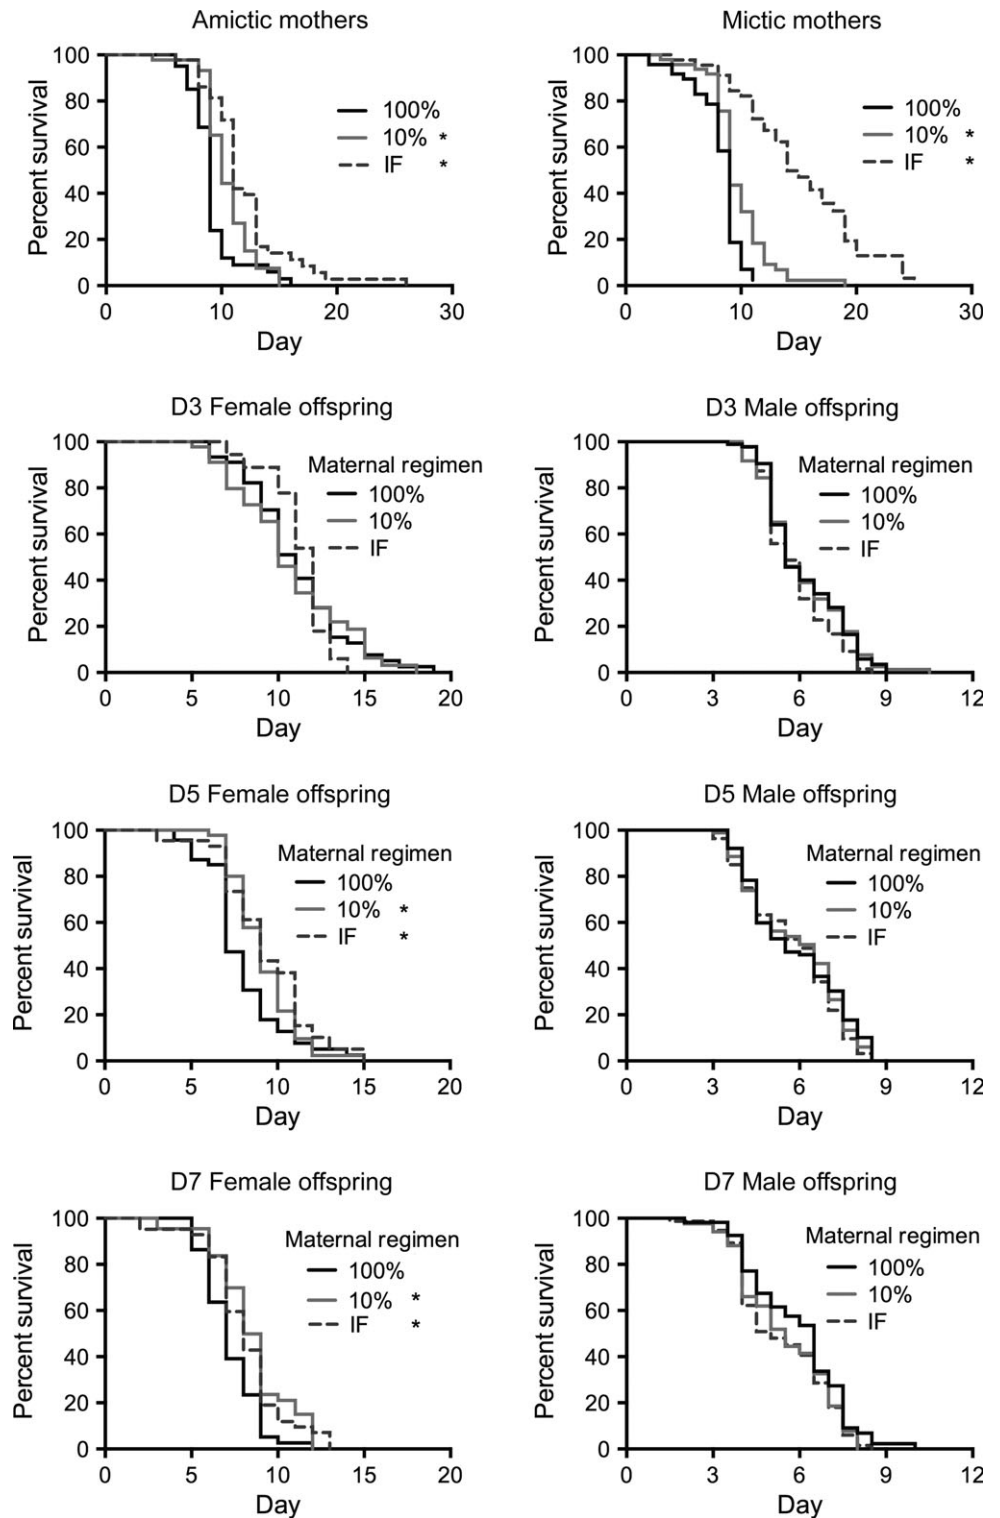 Amictic mothers
Percent survival
100
80
60
40
20
0
100%
10% *
IF *
0 10 20 30
Day
Mictic mothers
Percent survival
100
80
60
40
20
0
100%
10% *
IF *
0 10 20 30
Day
D3 Female offspring
Percent survival
100
80
60
40
20
0
Maternal regimen
100%
10%
IF
0 5 10 15 20
Day
D3 Male offspring
Percent survival
100
80
60
40
20
0
Maternal regimen
100%
10%
IF
0 3 6 9 12
Day
D5 Female offspring
Percent survival
100
80
60
40
20
0
Maternal regimen
100%
10% *
IF *
0 5 10 15 20
Day
D5 Male offspring
Percent survival
100
80
60
40
20
0
Maternal regimen
100%
10%
IF
0 3 6 9 12
Day
D7 Female offspring
Percent survival
100
80
60
40
20
0
Maternal regimen
100%
10% *
IF *
0 5 10 15 20
Day
D7 Male offspring
Percent survival
100
80
60
40
20
0
Maternal regimen
100%
10%
IF
0 3 6 9 12
Day